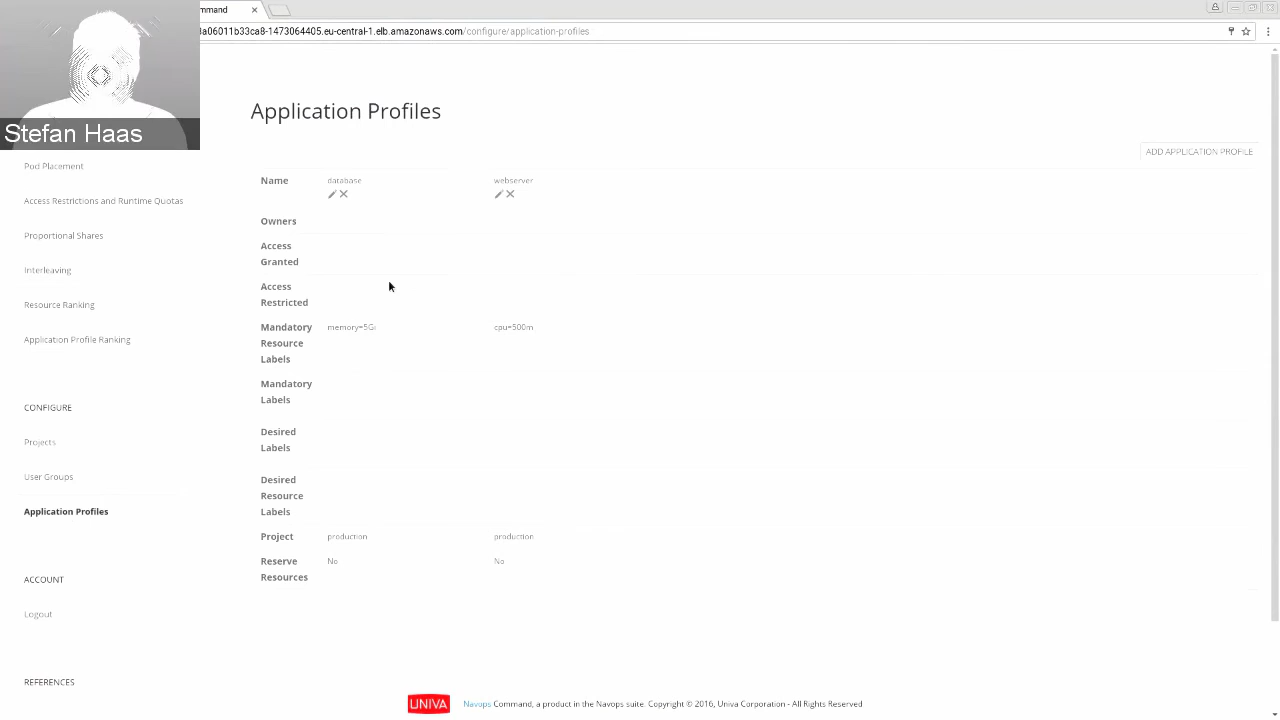 mmand
a06011b33ca8-1473064405.eu-central-1.elb.amazonaws.com/configure/application-profiles
Stefan Haas
Pod Placement
Access Restrictions and Runtime Quotas
Proportional Shares
Interleaving
Resource Ranking
Application Profile Ranking
CONFIGURE
Projects
User Groups
Application Profiles
ACCOUNT
Logout
REFERENCES
Application Profiles
ADD APPLICATION PROFILE
Name database webserver
Owners
Access
Granted
Access
Restricted
Mandatory memory=5Gi cpu=500m
Resource
Labels
Mandatory
Labels
Desired
Labels
Desired
Resource
Labels
Project production production
Reserve No No
Resources
UNIVA Navops Command, a product in the Navops suite. Copyright © 2016, Univa Corporation - All Rights Reserved